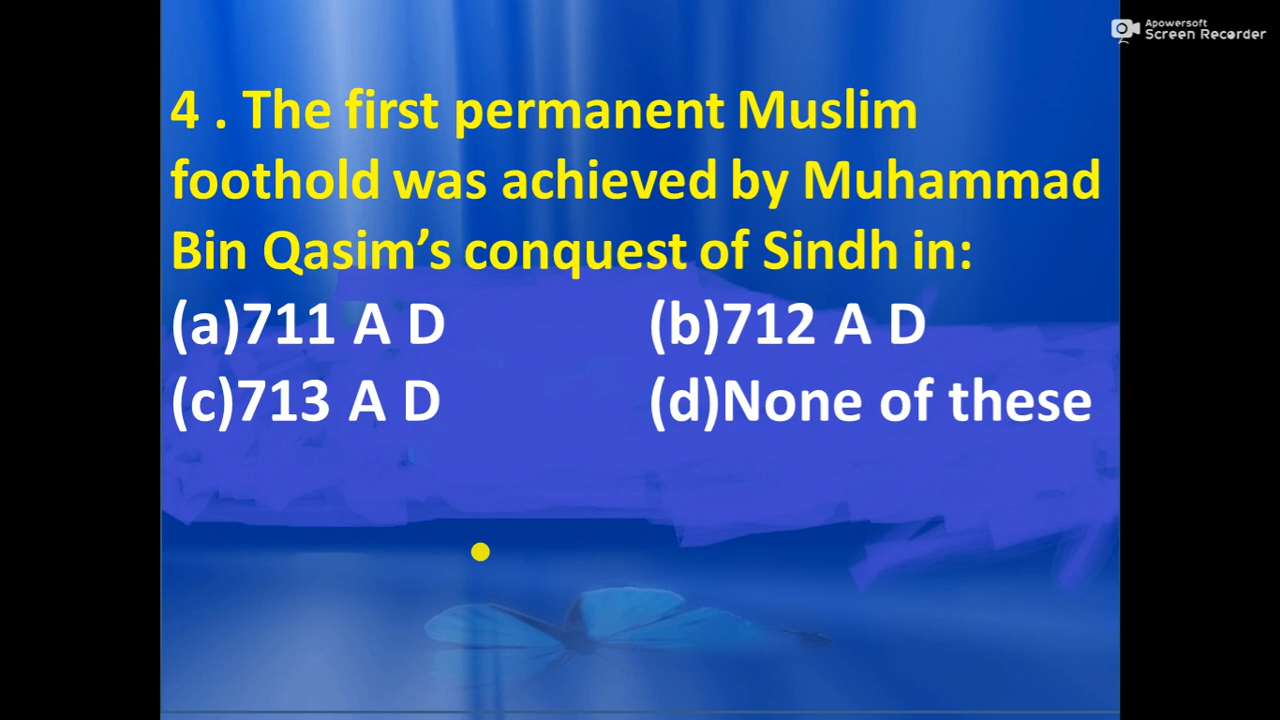 Apowersoft
Screen Recorder
4 . The first permanent Muslim
foothold was achieved by Muhammad
Bin Qasim’s conquest of Sindh in:
(a)711 A D (b)712 A D
(c)713 A D (d)None of these